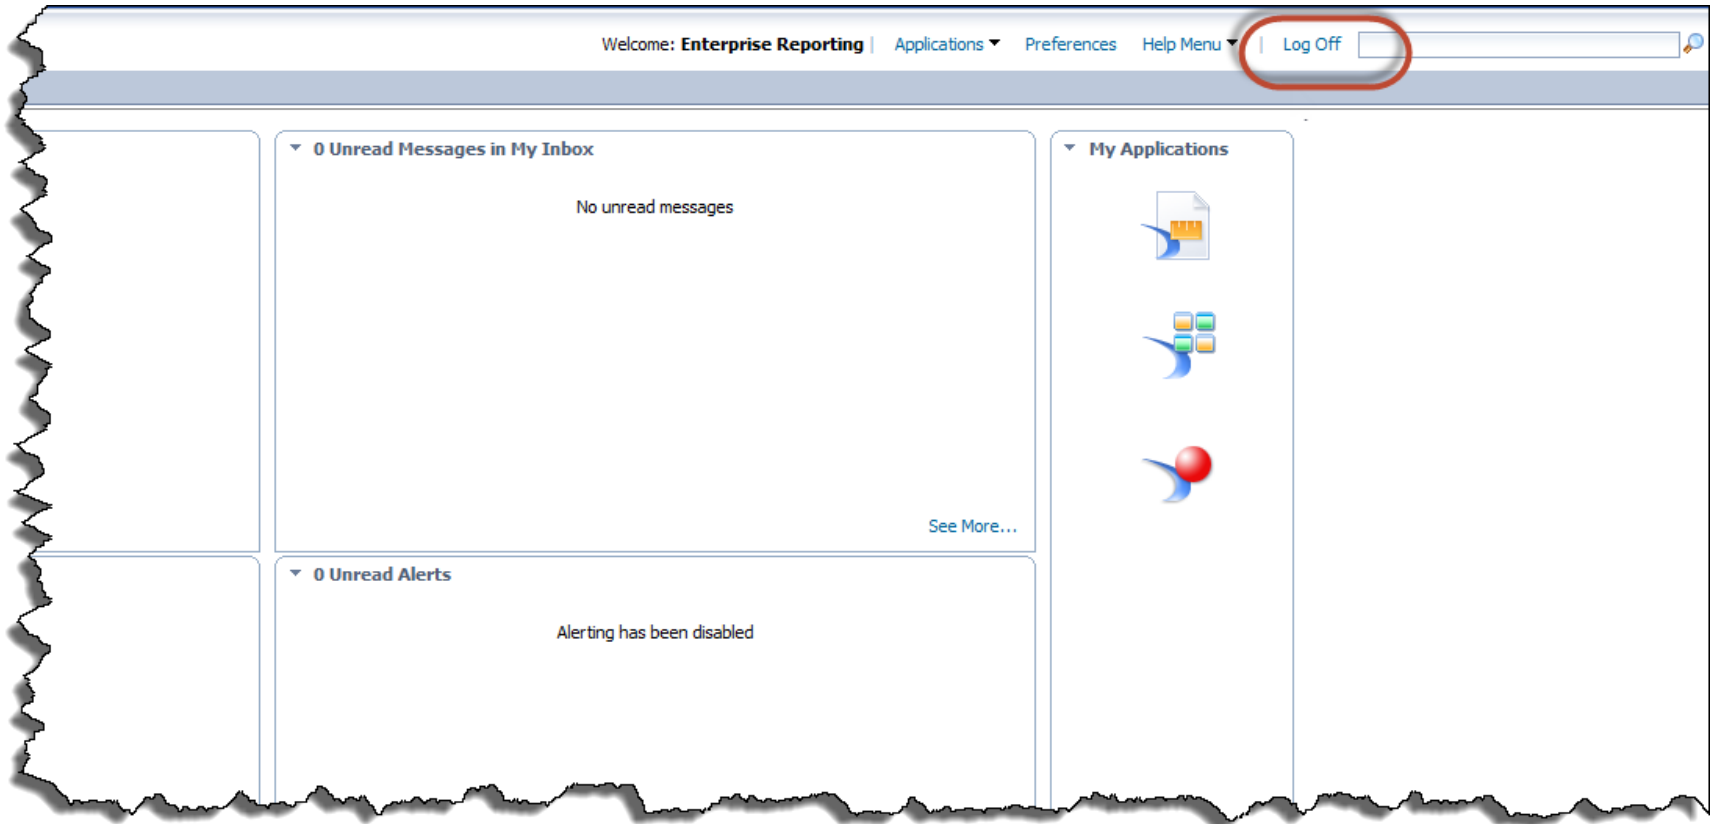 Welcome: Enterprise Reporting | Applications Preferences Help Menu | Log Off
0 Unread Messages in My Inbox
My Applications
No unread messages
See More...
0 Unread Alerts
Alerting has been disabled